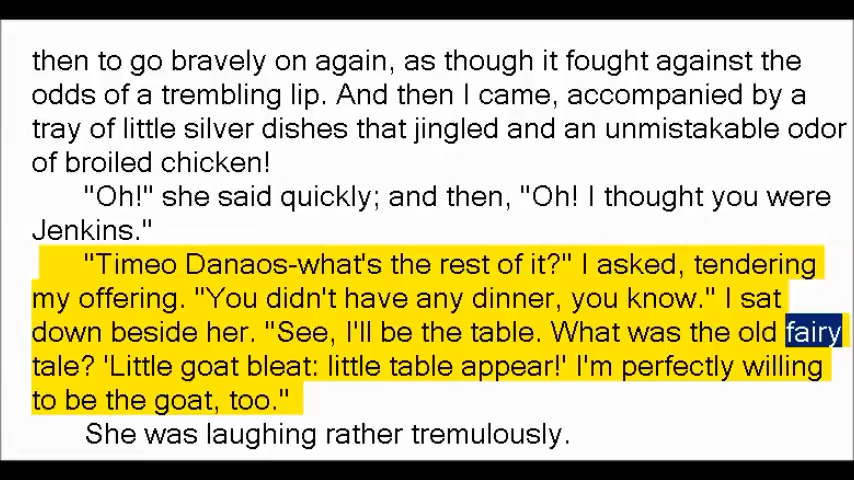 then to go bravely on again, as though it fought against the
odds of a trembling lip. And then I came, accompanied by a
tray of little silver dishes that jingled and an unmistakable odor
of broiled chicken!
"Oh!" she said quickly; and then, "Oh! I thought you were
Jenkins."
"Timeo Danaos-what's the rest of it?" I asked, tendering
my offering. "You didn't have any dinner, you know." I sat
down beside her. "See, I'll be the table. What was the old fairy
tale? 'Little goat bleat: little table appear!' I'm perfectly willing
to be the goat, too."
She was laughing rather tremulously.